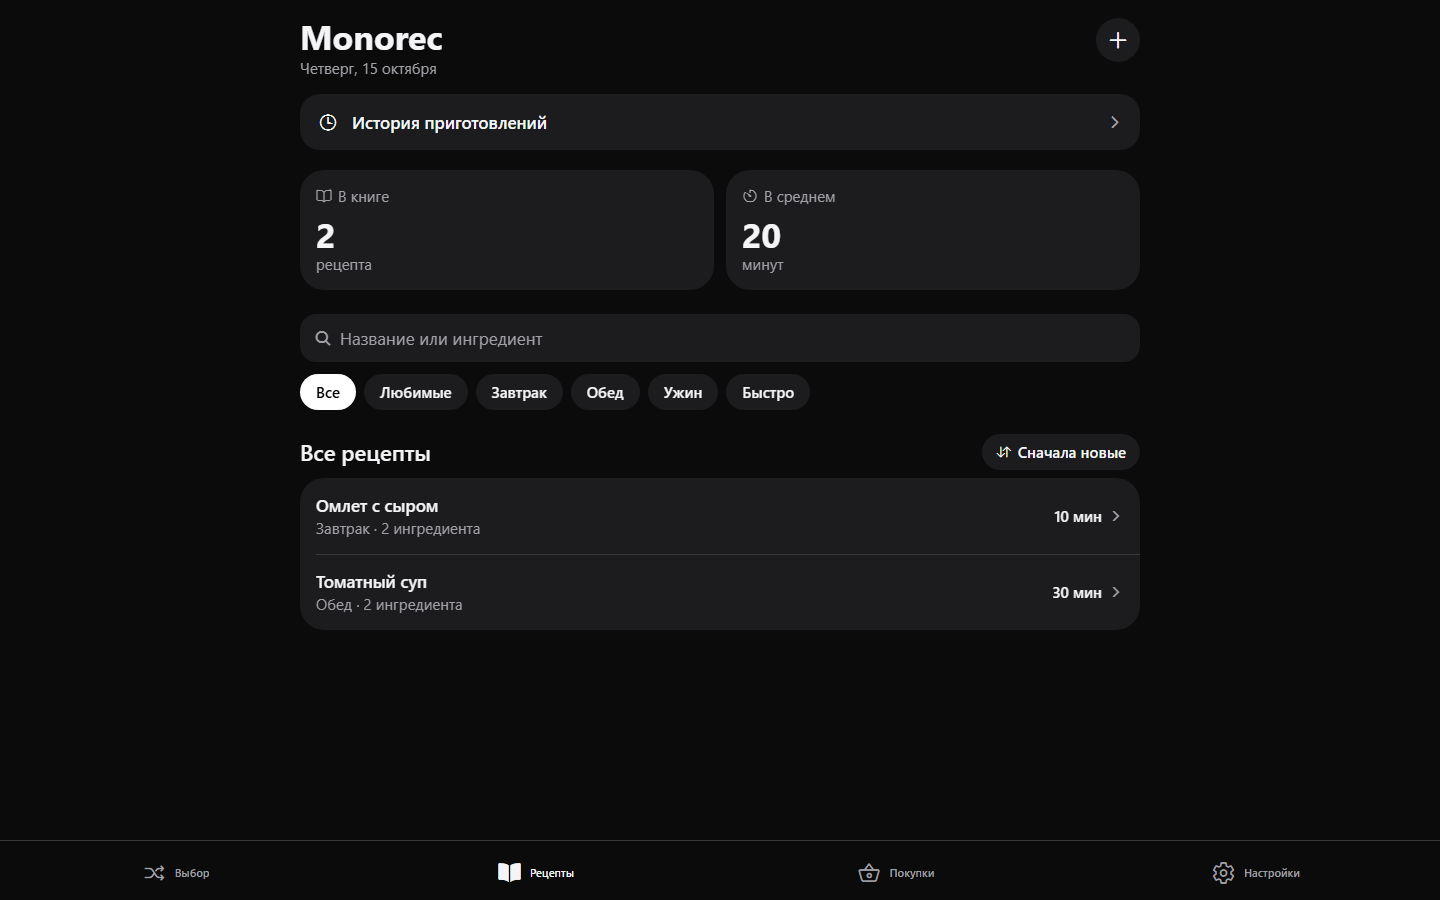 Monorec
Четверг, 15 октября
История приготовлений
В книге
2
рецепта
В среднем
20
минут
Название или ингредиент
Все
Любимые
Завтрак
Обед
Ужин
Быстро
Все рецепты
Сначала новые
Омлет с сыром
Завтрак · 2 ингредиента
10 мин
Томатный суп
Обед · 2 ингредиента
30 мин
Выбор
Рецепты
Покупки
Настройки